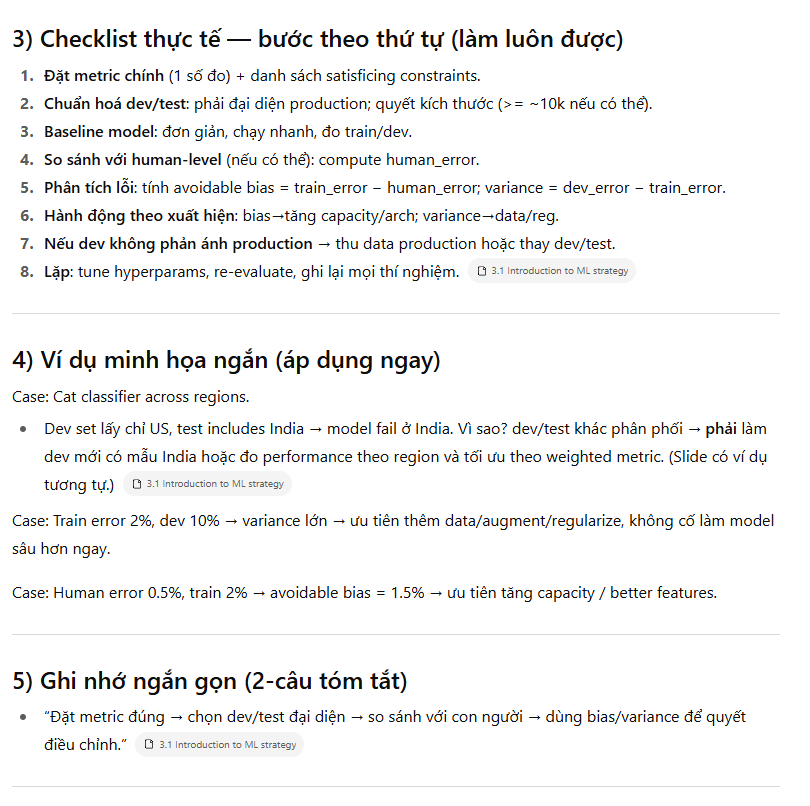 3) Checklist thực tế — bước theo thứ tự (làm luôn được)
1. Đặt metric chính (1 số đo) + danh sách satisficing constraints.
2. Chuẩn hoá dev/test: phải đại diện production; quyết kích thước (>= ~10k nếu có thể).
3. Baseline model: đơn giản, chạy nhanh, đo train/dev.
4. So sánh với human-level (nếu có thể): compute human_error.
5. Phân tích lỗi: tính avoidable bias = train_error − human_error; variance = dev_error − train_error.
6. Hành động theo xuất hiện: bias→tăng capacity/arch; variance→data/reg.
7. Nếu dev không phản ánh production → thu data production hoặc thay dev/test.
8. Lặp: tune hyperparams, re-evaluate, ghi lại mọi thí nghiệm. 3.1 Introduction to ML strategy
4) Ví dụ minh họa ngắn (áp dụng ngay)
Case: Cat classifier across regions.
• Dev set lấy chỉ US, test includes India → model fail ở India. Vì sao? dev/test khác phân phối → phải làm
dev mới có mẫu India hoặc đo performance theo region và tối ưu theo weighted metric. (Slide có ví dụ
tương tự.) 3.1 Introduction to ML strategy
Case: Train error 2%, dev 10% → variance lớn → ưu tiên thêm data/augment/regularize, không cố làm model
sâu hơn ngay.
Case: Human error 0.5%, train 2% → avoidable bias = 1.5% → ưu tiên tăng capacity / better features.
5) Ghi nhớ ngắn gọn (2-câu tóm tắt)
• “Đặt metric đúng → chọn dev/test đại diện → so sánh với con người → dùng bias/variance để quyết
điều chỉnh.” 3.1 Introduction to ML strategy